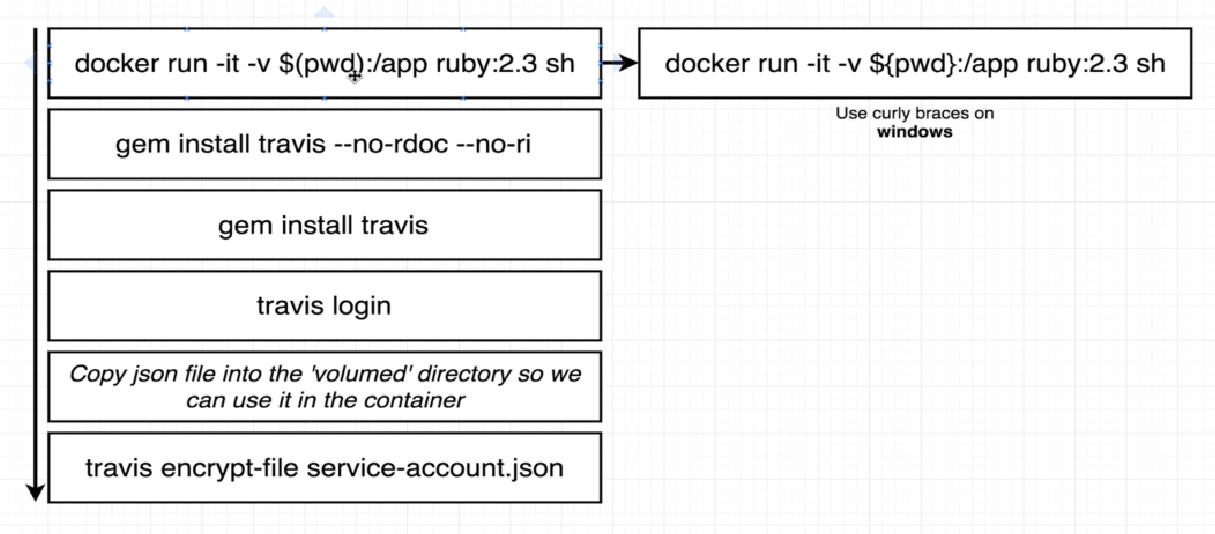 docker run -it -v $(pwd):/app ruby:2.3 sh
docker run -it -v ${pwd}:/app ruby:2.3 sh
Use curly braces on
windows
gem install travis --no-rdoc --no-ri
gem install travis
travis login
Copy json file into the 'volumed' directory so we
can use it in the container
travis encrypt-file service-account.json